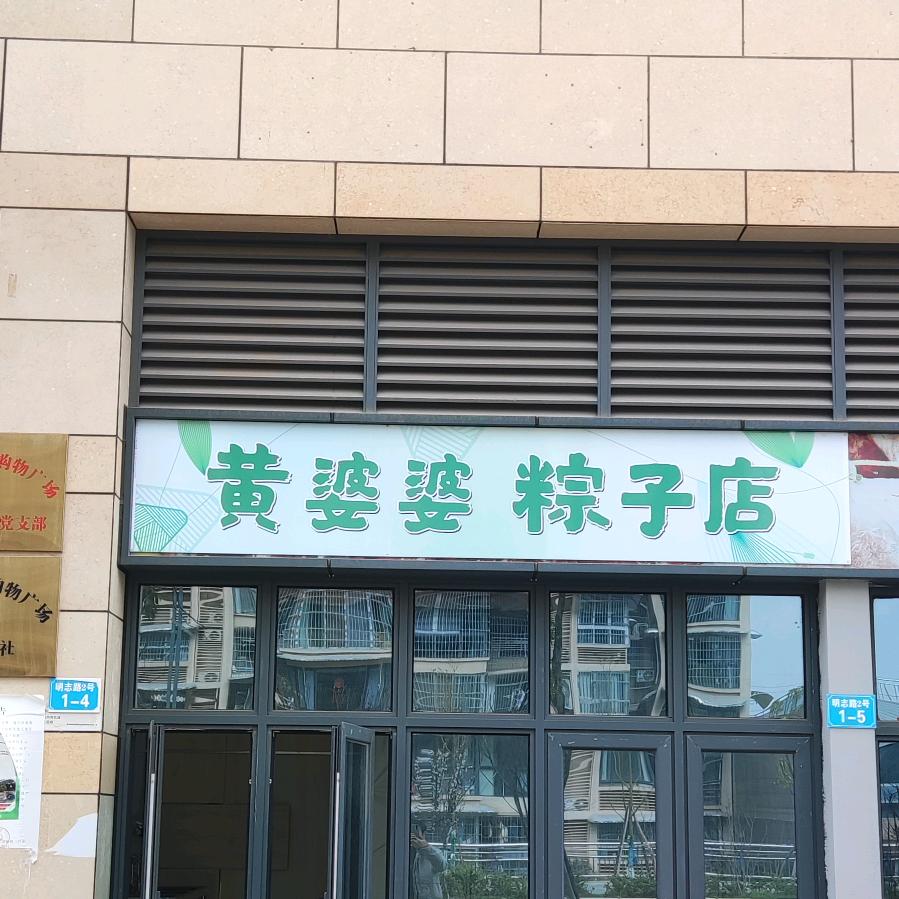 黄婆婆 粽子店
购物广场
党支部
购物广场
社
明志路2号
1-4
明志路2号
1-5